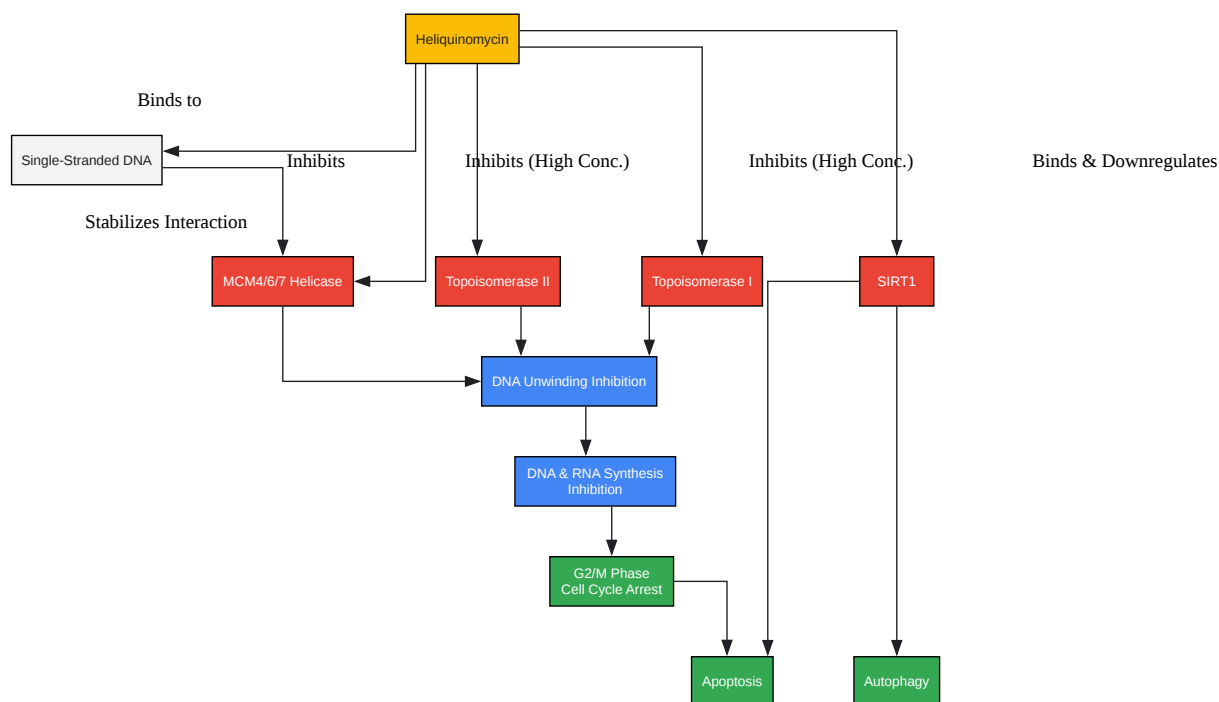 Heliquinomycin
Binds to
Single-Stranded DNA
Inhibits
Inhibits (High Conc.)
Inhibits (High Conc.)
Binds & Downregulates
Stabilizes Interaction
MCM4/6/7 Helicase
Topoisomerase II
Topoisomerase I
SIRT1
DNA Unwinding Inhibition
DNA & RNA Synthesis
Inhibition
G2/M Phase
Cell Cycle Arrest
Apoptosis
Autophagy